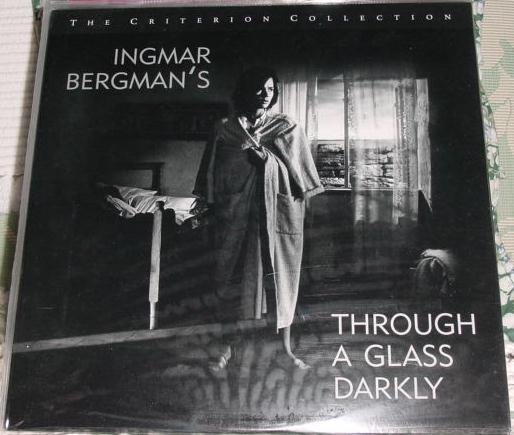 THE CRITERION COLLECTION
INGMAR
BERGMAN'S
THROUGH
A GLASS
DARKLY